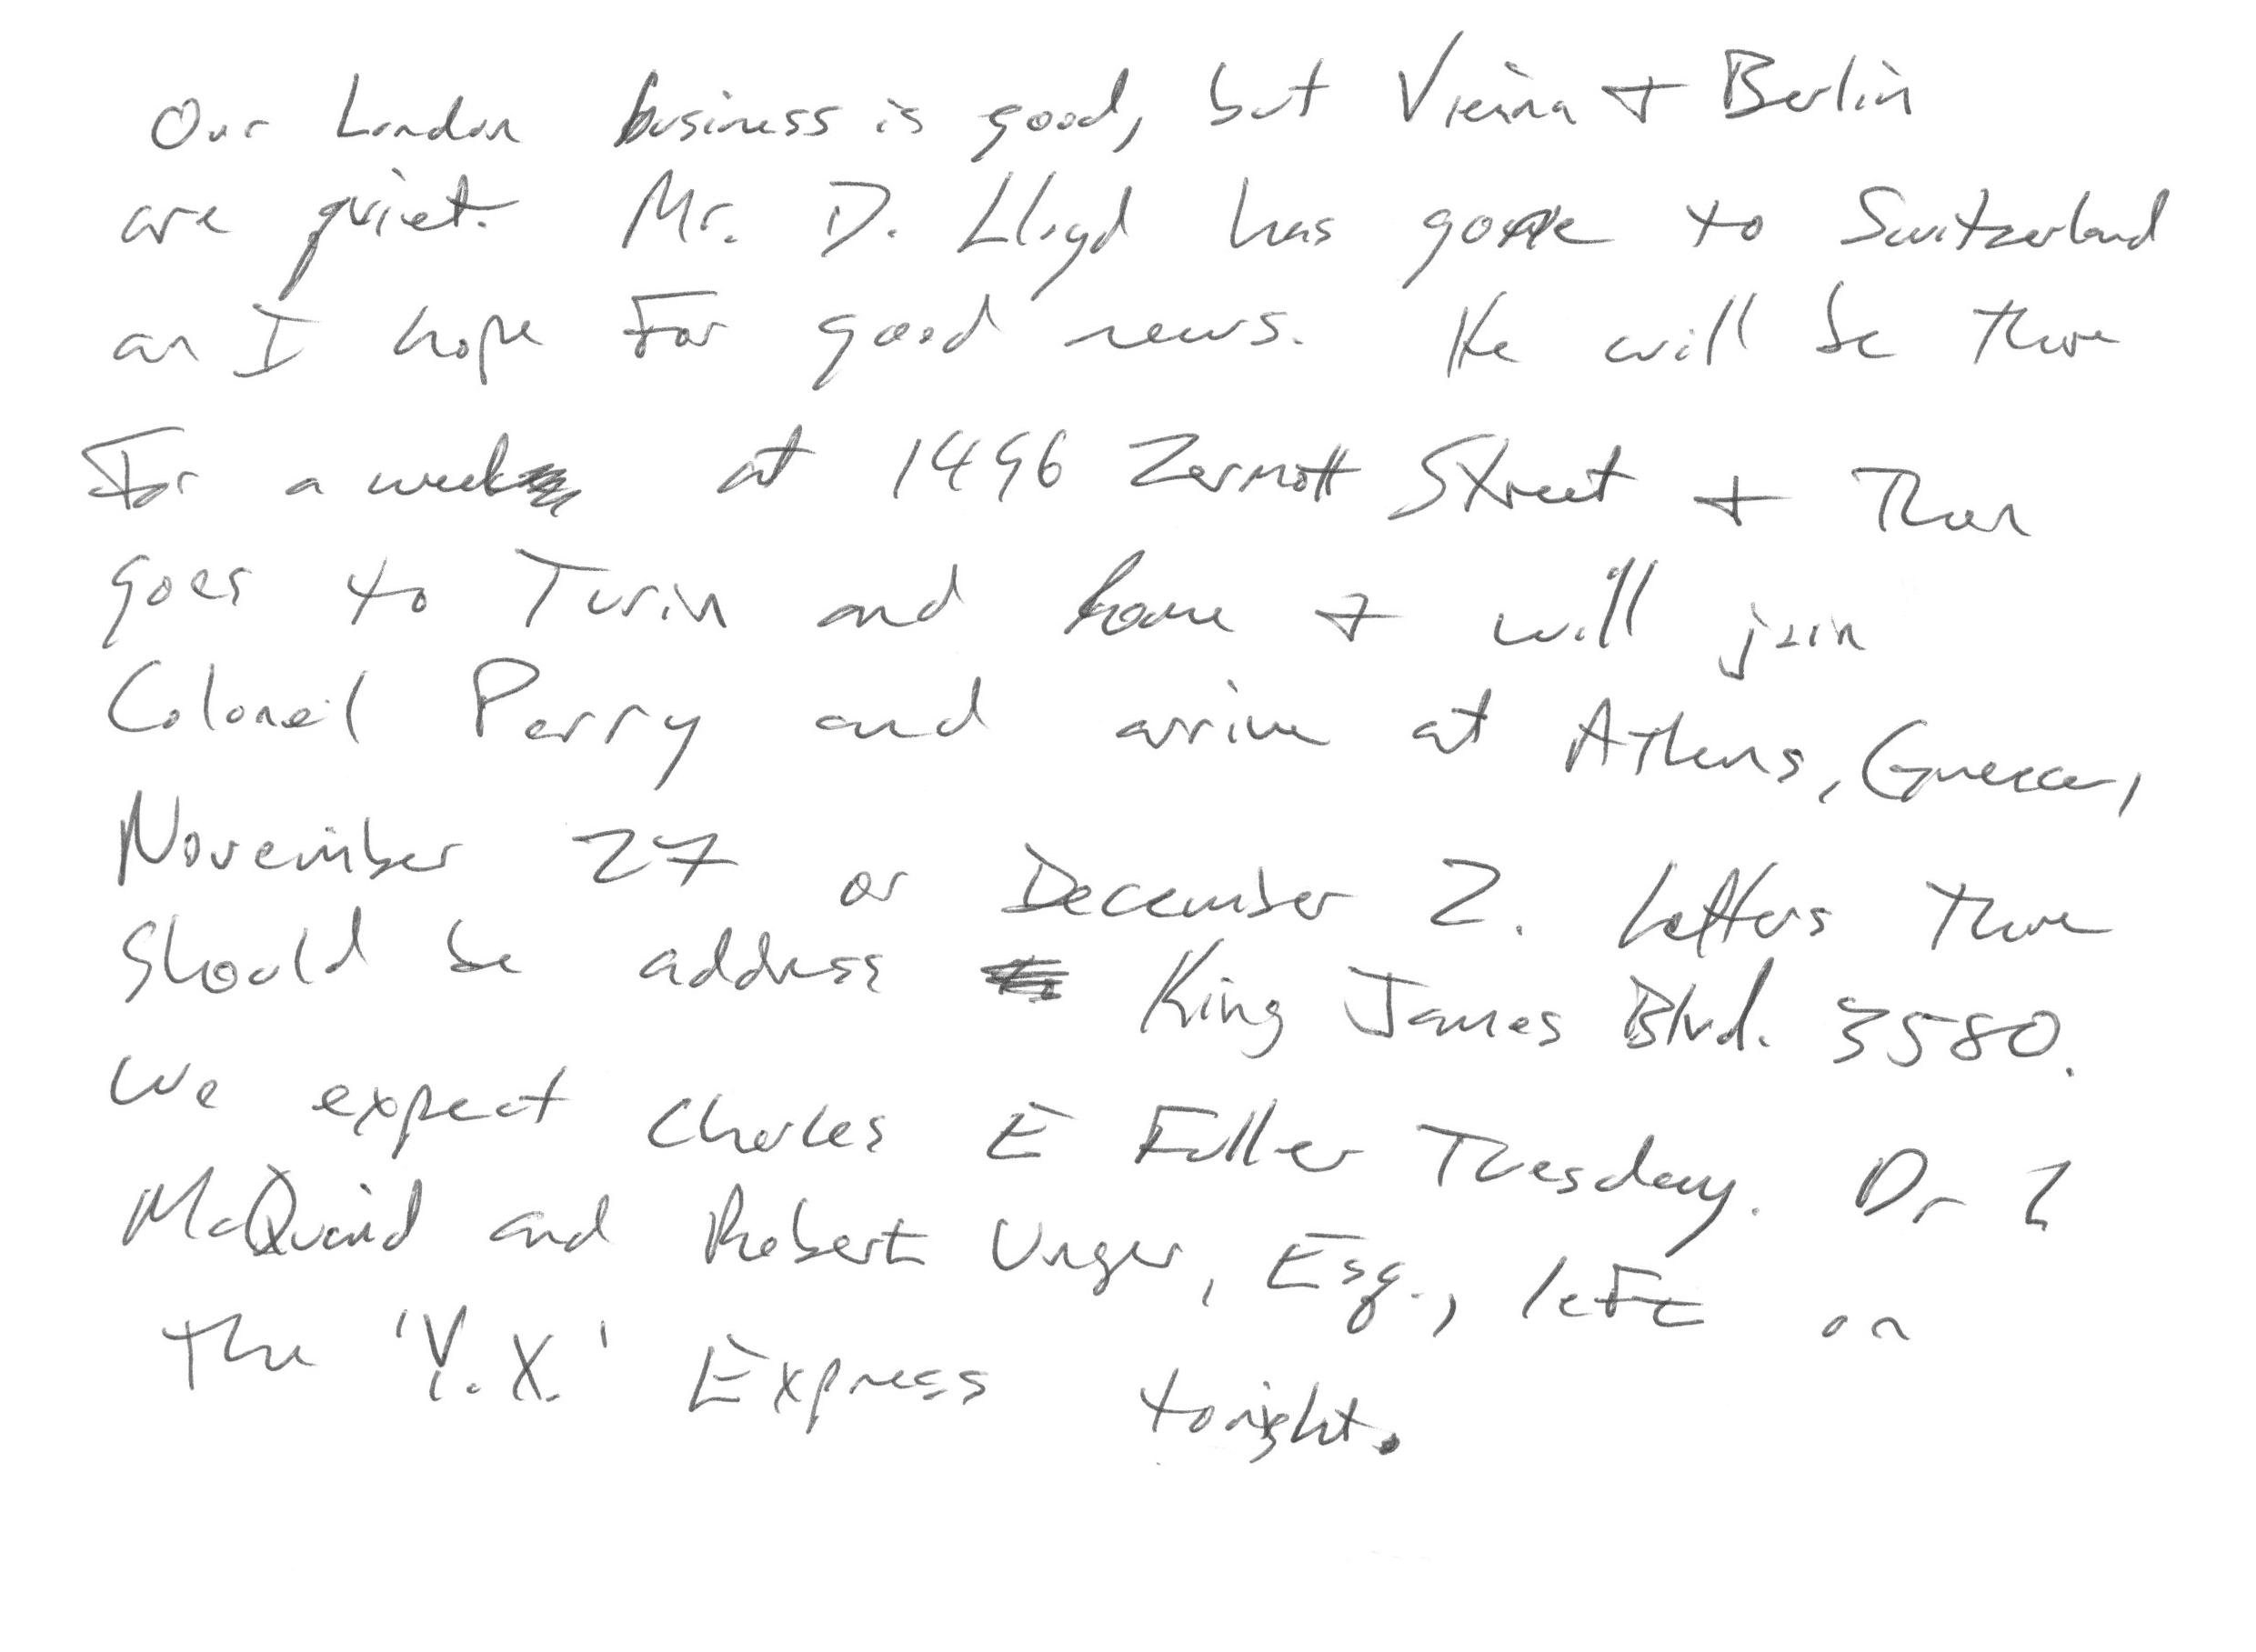 Our London business is good, but Vienna + Berlin
are quiet. Mr. D. Lloyd has gone to Switzerland
an I hope for good news. He will be there
for a week at 1496 Zermott Street + then
goes to Turin and home + will join
Colonel Perry and arrive at Athens, Greece,
November 27 or December 2. Letters there
should be address King James Blvd. 3580.
We expect Charles E Fuller Tuesday. Dr L
McQuaid and Robert Unger, Esq., left on
the 'Y.X.' Express tonight.